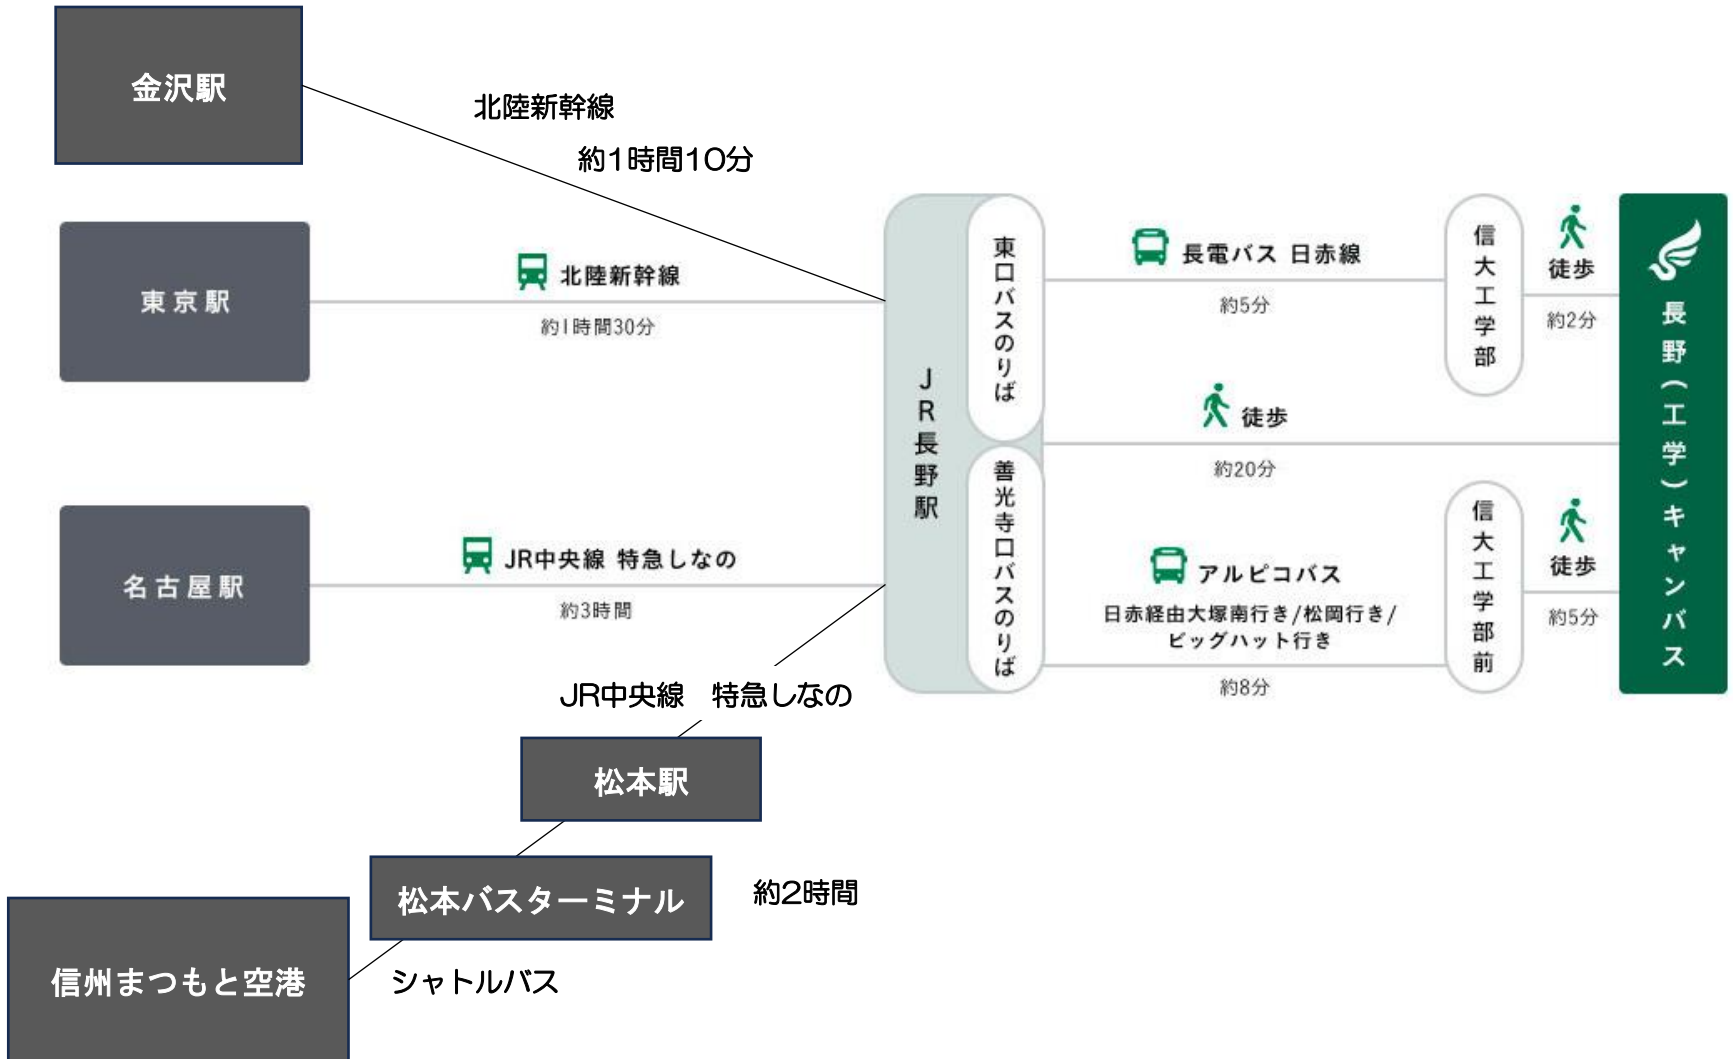 金沢駅
北陸新幹線
約1時間10分
東京駅
北陸新幹線
約1時間30分
名古屋駅
JR中央線 特急しなの
約3時間
JR中央線　特急しなの
松本駅
松本バスターミナル
約2時間
信州まつもと空港
シャトルバス
JR長野駅
東口バスのりば
善光寺口バスのりば
長電バス 日赤線
約5分
信大工学部
徒歩
約2分
徒歩
約20分
アルピコバス
日赤経由大塚南行き/松岡行き/
ビッグハット行き
約8分
信大工学部前
徒歩
約5分
長野(工学)キャンパス